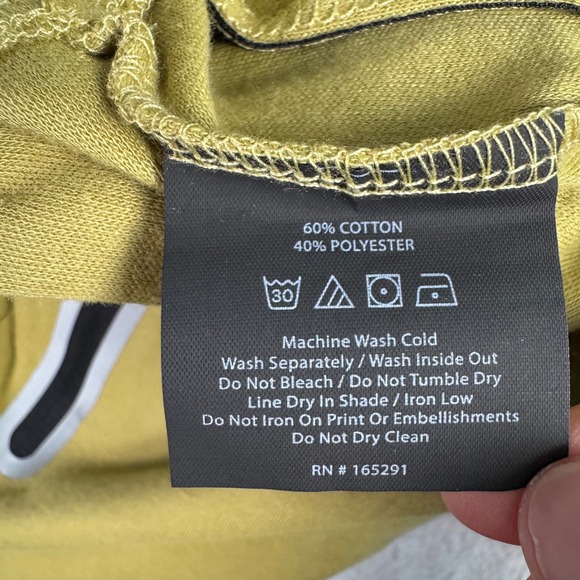 60% COTTON
40% POLYESTER
30
Machine Wash Cold
Wash Separately / Wash Inside Out
Do Not Bleach / Do Not Tumble Dry
Line Dry In Shade / Iron Low
Do Not Iron On Print Or Embellishments
Do Not Dry Clean
RN # 165291